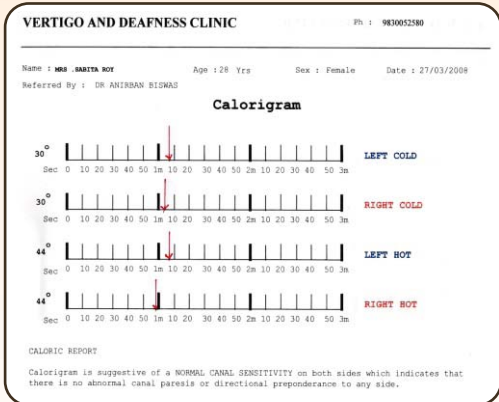 VERTIGO AND DEAFNESS CLINIC Ph : 9830052580
Name : MRS .SABITA ROY Age :28 Yrs Sex : Female Date : 27/03/2008
Referred By : DR ANIRBAN BISWAS
Calorigram
30° LEFT COLD
Sec 0 10 20 30 40 50 1m 10 20 30 40 50 2m 10 20 30 40 50 3m
30° RIGHT COLD
Sec 0 10 20 30 40 50 1m 10 20 30 40 50 2m 10 20 30 40 50 3m
44° LEFT HOT
Sec 0 10 20 30 40 50 1m 10 20 30 40 50 2m 10 20 30 40 50 3m
44° RIGHT HOT
Sec 0 10 20 30 40 50 1m 10 20 30 40 50 2m 10 20 30 40 50 3m
CALORIC REPORT
Calorigram is suggestive of a NORMAL CANAL SENSITIVITY on both sides which indicates that
there is no abnormal canal paresis or directional preponderance to any side.